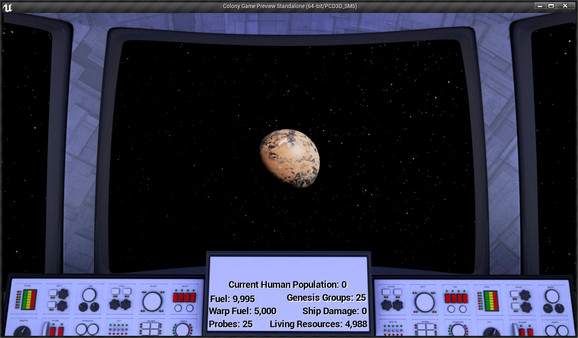 Colony Game Preview Standalone (64-bit/PCD3D_SM5)
Current Human Population: 0
Fuel: 9,995 Genesis Groups: 25
Warp Fuel: 5,000 Ship Damage: 0
Probes: 25 Living Resources: 4,988